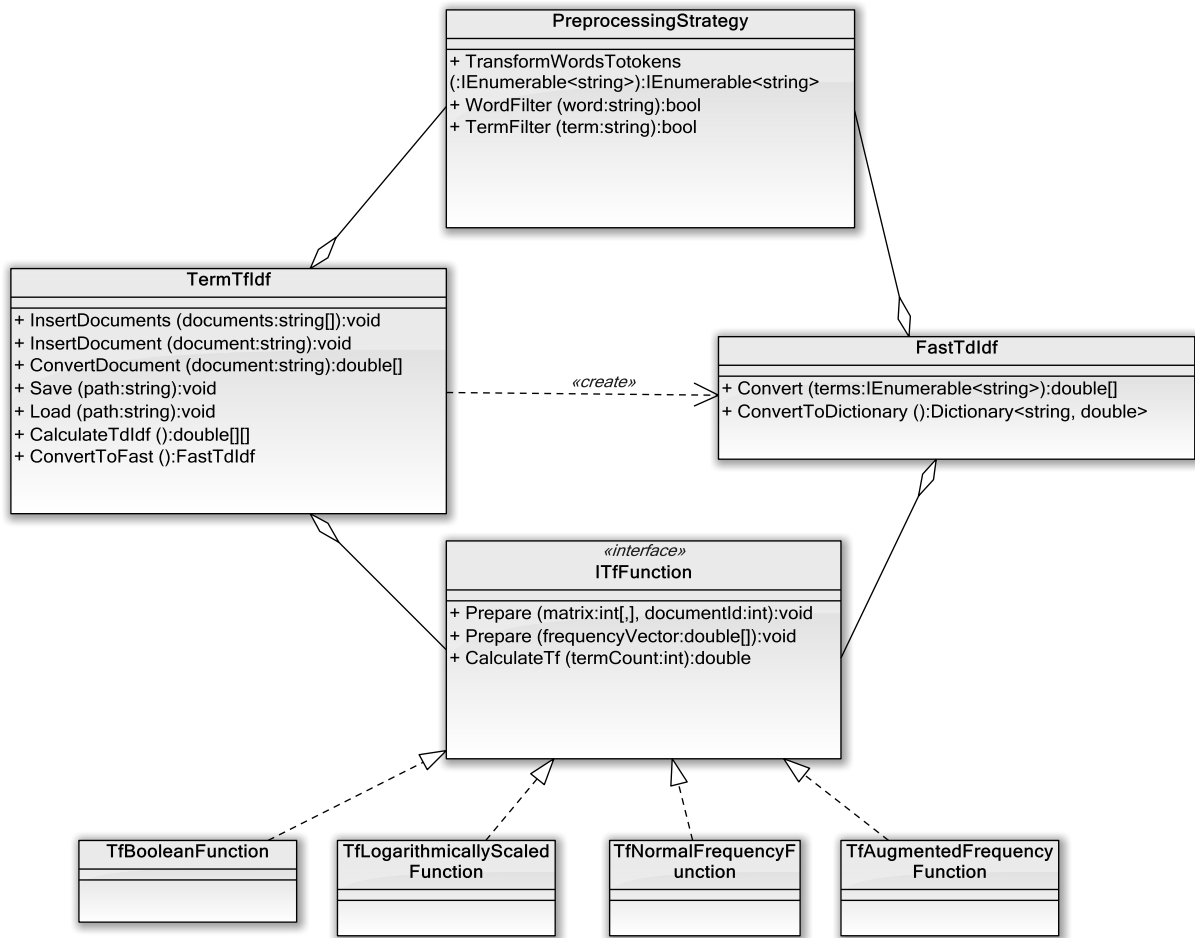 PreprocessingStrategy
+ TransformWordsTotokens
(:IEnumerable<string>):IEnumerable<string>
+ WordFilter (word:string):bool
+ TermFilter (term:string):bool
TermTfIdf
+ InsertDocuments (documents:string[]):void
+ InsertDocument (document:string):void
+ ConvertDocument (document:string):double[]
+ Save (path:string):void
+ Load (path:string):void
+ CalculateTdIdf ():double[][]
+ ConvertToFast ():FastTdIdf
«create»
FastTdIdf
+ Convert (terms:IEnumerable<string>):double[]
+ ConvertToDictionary ():Dictionary<string, double>
«interface»
ITfFunction
+ Prepare (matrix:int[,], documentId:int):void
+ Prepare (frequencyVector:double[]):void
+ CalculateTf (termCount:int):double
TfBooleanFunction
TfLogarithmicallyScaled
Function
TfNormalFrequencyF
unction
TfAugmentedFrequency
Function